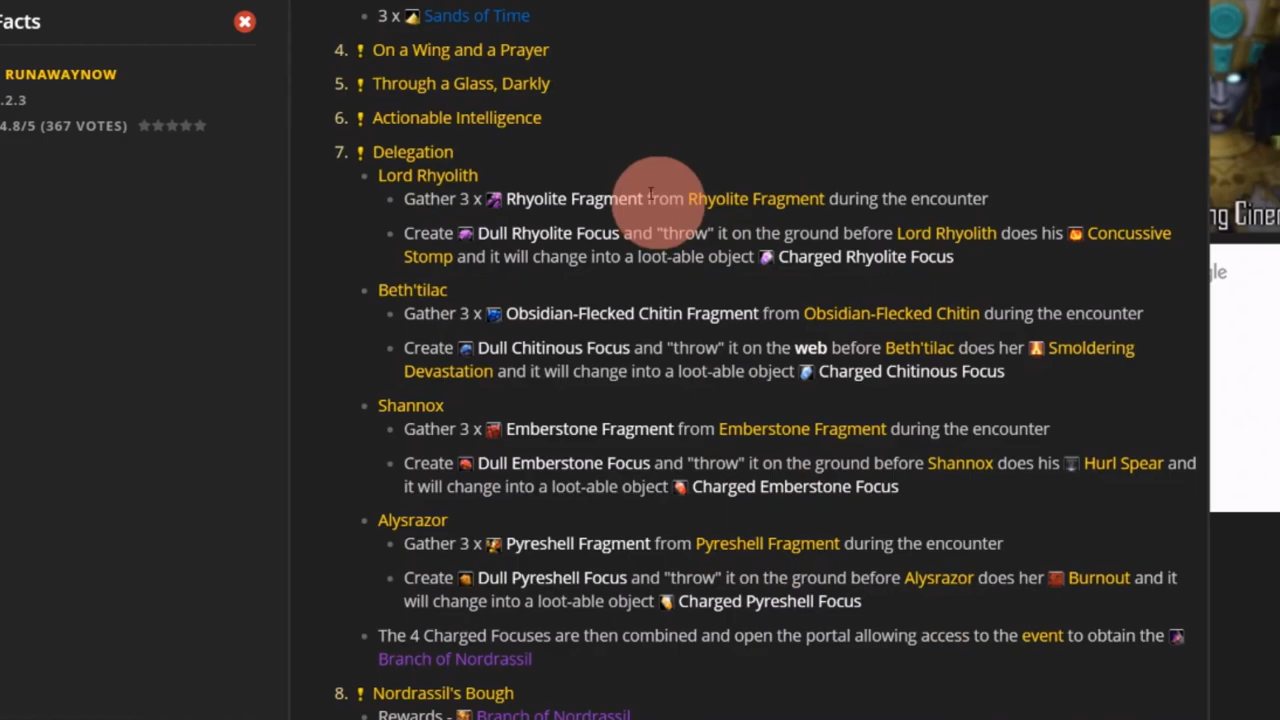 Facts
RUNAWAYNOW
.2.3
4.8/5 (367 VOTES)
3 x Sands of Time
4. On a Wing and a Prayer
5. Through a Glass, Darkly
6. Actionable Intelligence
7. Delegation
Lord Rhyolith
Gather 3 x Rhyolite Fragment from Rhyolite Fragment during the encounter
Create Dull Rhyolite Focus and "throw" it on the ground before Lord Rhyolith does his Concussive
Stomp and it will change into a loot-able object Charged Rhyolite Focus
Beth'tilac
Gather 3 x Obsidian-Flecked Chitin Fragment from Obsidian-Flecked Chitin during the encounter
Create Dull Chitinous Focus and "throw" it on the web before Beth'tilac does her Smoldering
Devastation and it will change into a loot-able object Charged Chitinous Focus
Shannox
Gather 3 x Emberstone Fragment from Emberstone Fragment during the encounter
Create Dull Emberstone Focus and "throw" it on the ground before Shannox does his Hurl Spear and
it will change into a loot-able object Charged Emberstone Focus
Alysrazor
Gather 3 x Pyreshell Fragment from Pyreshell Fragment during the encounter
Create Dull Pyreshell Focus and "throw" it on the ground before Alysrazor does her Burnout and it
will change into a loot-able object Charged Pyreshell Focus
The 4 Charged Focuses are then combined and open the portal allowing access to the event to obtain the
Branch of Nordrassil
8. Nordrassil's Bough
Rewards - Branch of Nordrassil
ng Cinem
gle